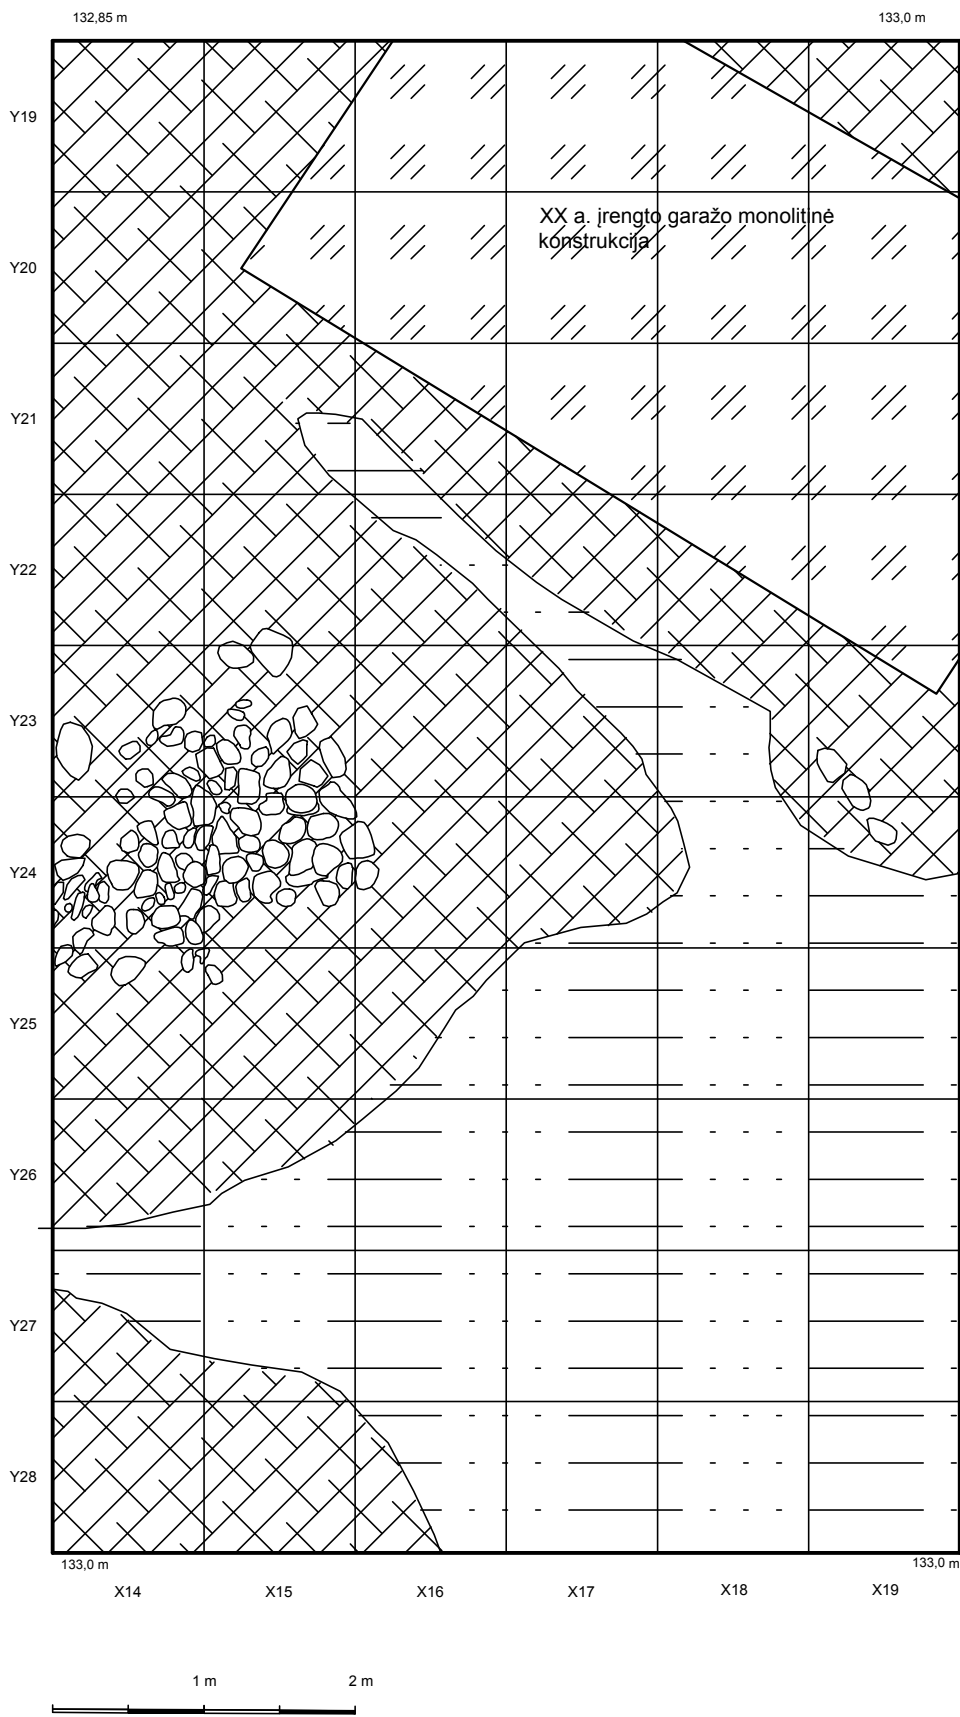 132,85 m
133,0 m
Y19
XX a. įrengto garažo monolitinė
konstrukcija
Y20
Y21
Y22
Y23
Y24
Y25
Y26
Y27
Y28
133,0 m
133,0 m
X14
X15
X16
X17
X18
X19
1 m
2 m